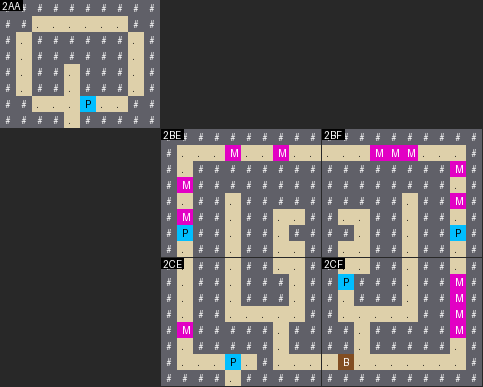 2AA # # # # # # # #
# # . . . . . . # #
# . # # # # # # . #
# . # # # # # # . #
# . # # . # # # . #
# . # # . # # # . #
# # . . . P . . # #
# # # # . # # # # #
2BE # # # # # # # # 2BF # # # # # # # #
# . . . M . . M . . . . . M M M . . . #
# . # # # # # # # # # # # # # # # # M #
# M # # # # # # # # # # # # # # # # . #
# . # # . # # # # # # # # # # . # # M #
# M # # . # # . . # # . . # # . # # . #
# P # # . # # . # # # # . # # . # # P #
# . # # . # # . . # # . . # # . # # . #
2CE . # # . # # . . # 2CF . . # # . # # . #
# . # # . # # # . # # P # # # . # # M #
# . # # . # # # . # # . # # # . # # M #
# . # # . . . . . # # . . . . . # # M #
# M # # # # # . # # # # . # # # # # M #
# . # # # # # . # # # # . # # # # # . #
# . . . P . # . . . . B . . . . . . . #
# # # # . # # # # # # # # # # # # # # #